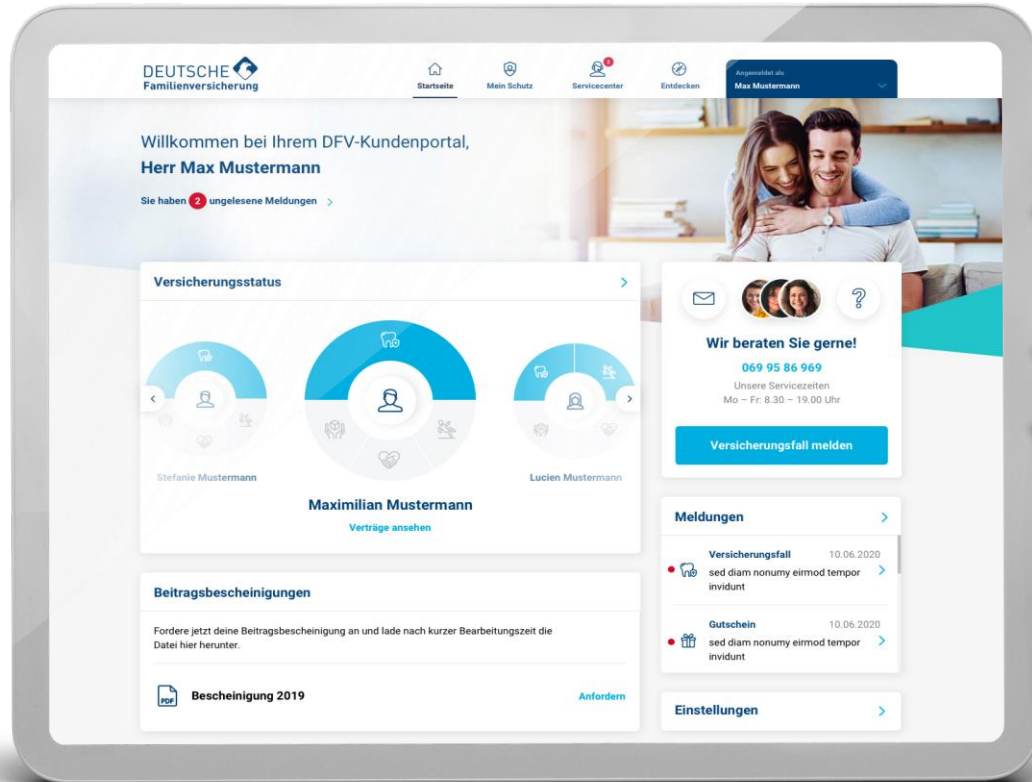 DEUTSCHE
Familienversicherung
Startseite
Mein Schutz
2
Servicecenter
Entdecken
Angemeldet als
Max Mustermann
Willkommen bei Ihrem DFV-Kundenportal,
Herr Max Mustermann
Sie haben 2 ungelesene Meldungen
Versicherungsstatus
Stefanie Mustermann
Maximilian Mustermann
Verträge ansehen
Lucien Mustermann
Wir beraten Sie gerne!
069 95 86 969
Unsere Servicezeiten
Mo – Fr: 8.30 – 19.00 Uhr
Versicherungsfall melden
Beitragsbescheinigungen
Fordere jetzt deine Beitragsbescheinigung an und lade nach kurzer Bearbeitungszeit die
Datei hier herunter.
PDF
Bescheinigung 2019
Anfordern
Meldungen
Versicherungsfall 10.06.2020
sed diam nonumy eirmod tempor
invidunt
Gutschein 10.06.2020
sed diam nonumy eirmod tempor
invidunt
Einstellungen